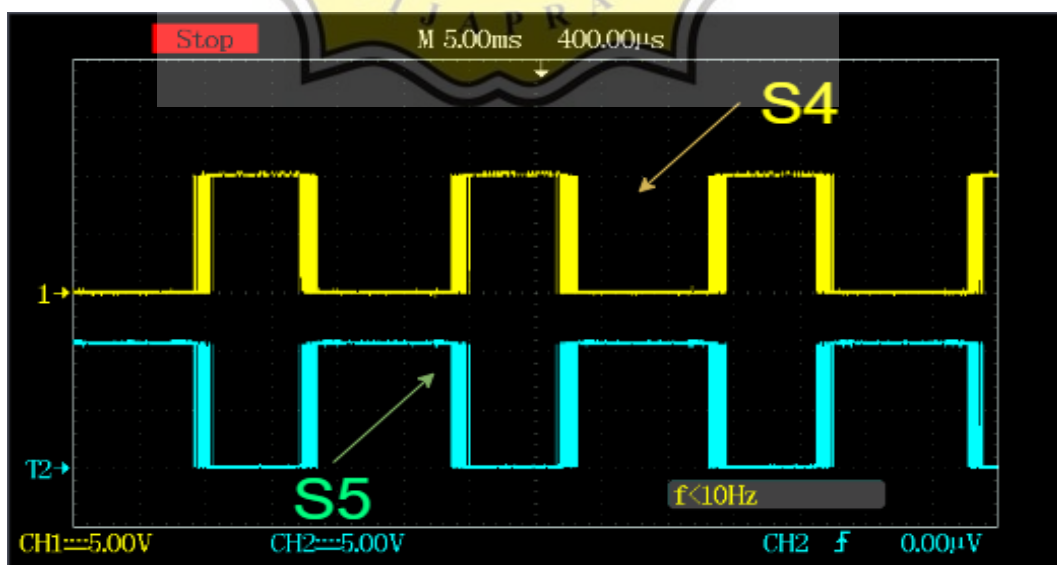 IJAPRA
Stop M 5.00ms 400.00µs
S4
1
T2
S5
f<10Hz
CH1 5.00V CH2 5.00V CH2 0.00µV